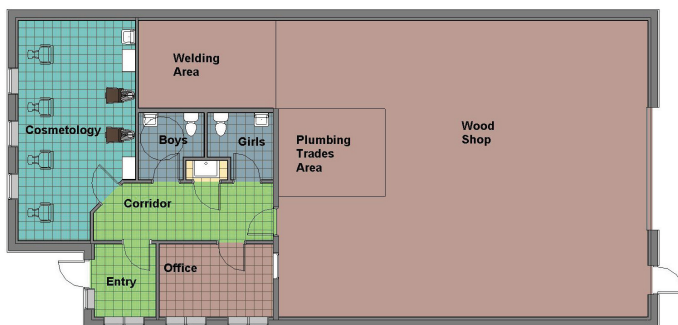 Welding
Area
Cosmetology
Boys
Girls
Plumbing
Trades
Area
Wood
Shop
Corridor
Entry
Office